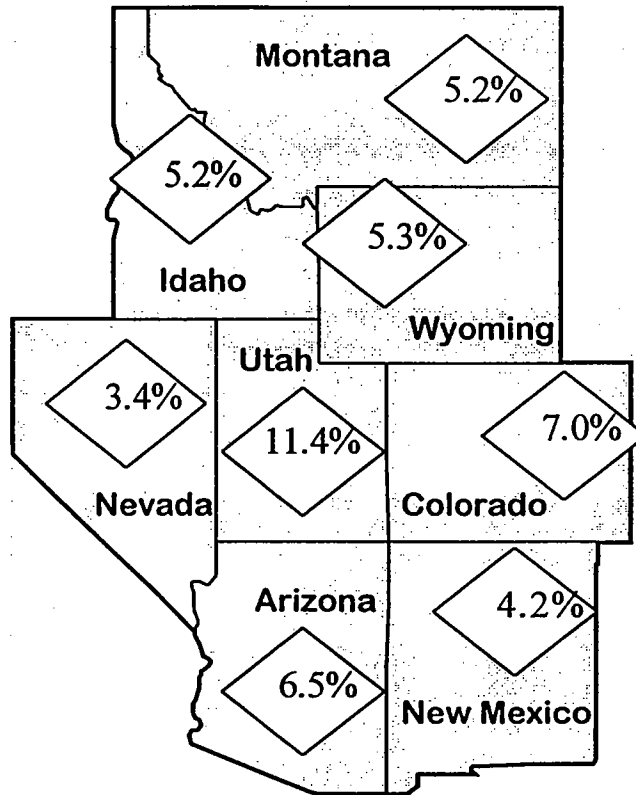 Montana
5.2%
5.2%
Idaho
5.3%
Wyoming
3.4%
Nevada
Utah
11.4%
7.0%
Colorado
Arizona
6.5%
4.2%
New Mexico